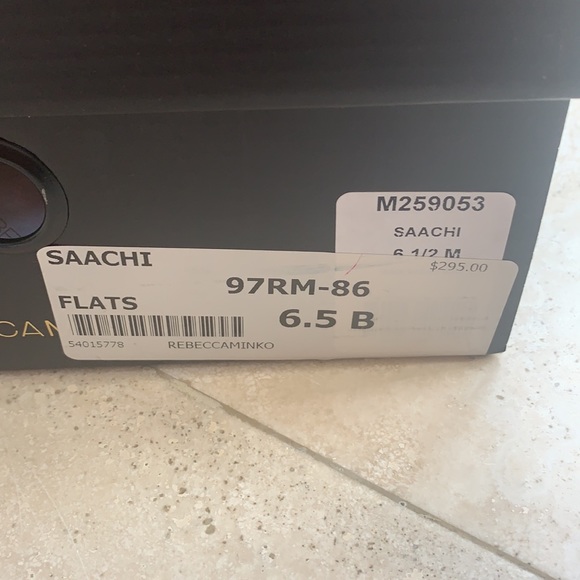 M259053
SAACHI
6 1/2 M
SAACHI
$295.00
97RM-86
FLATS
6.5 B
54015778
REBECCAMINKO